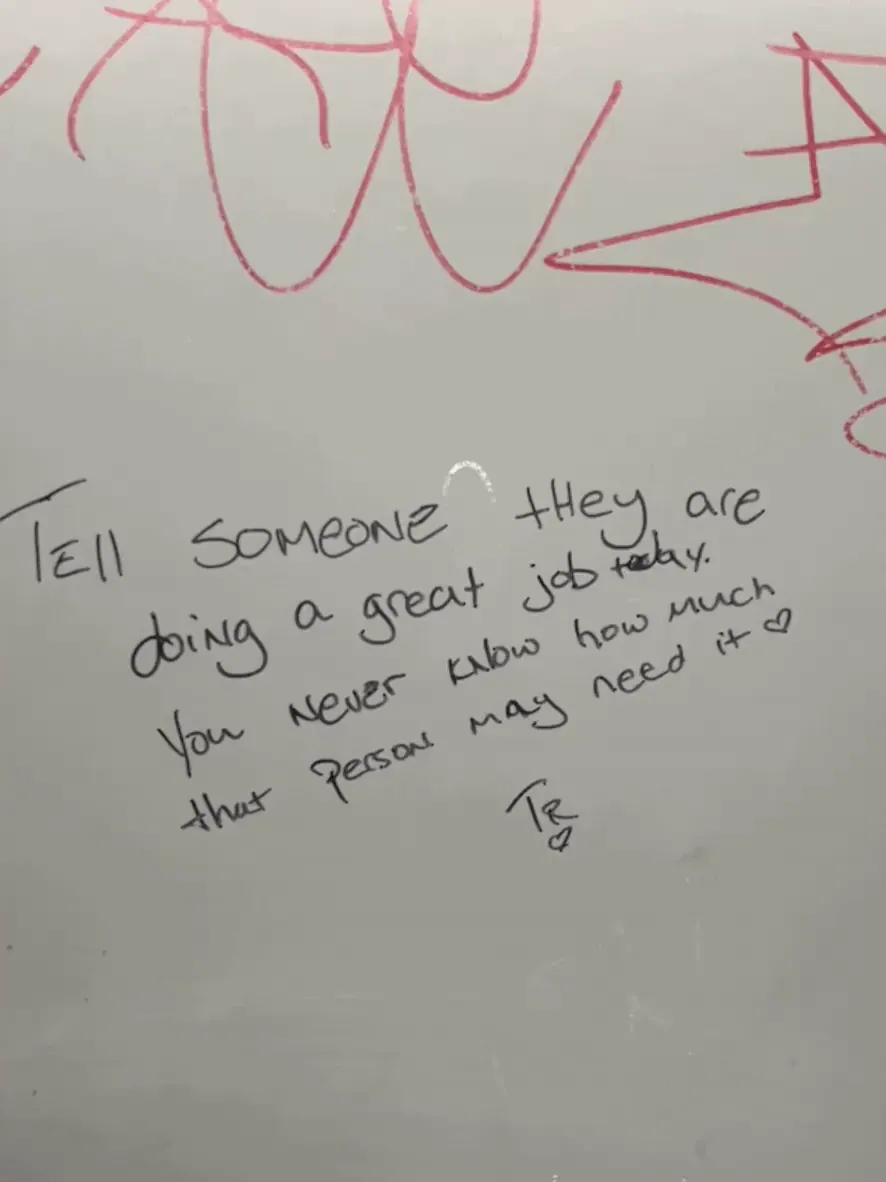 TEll SOMEONE tHey are
doing a great job today.
You Never KNow how much
that person may need it ♡
TR
♡